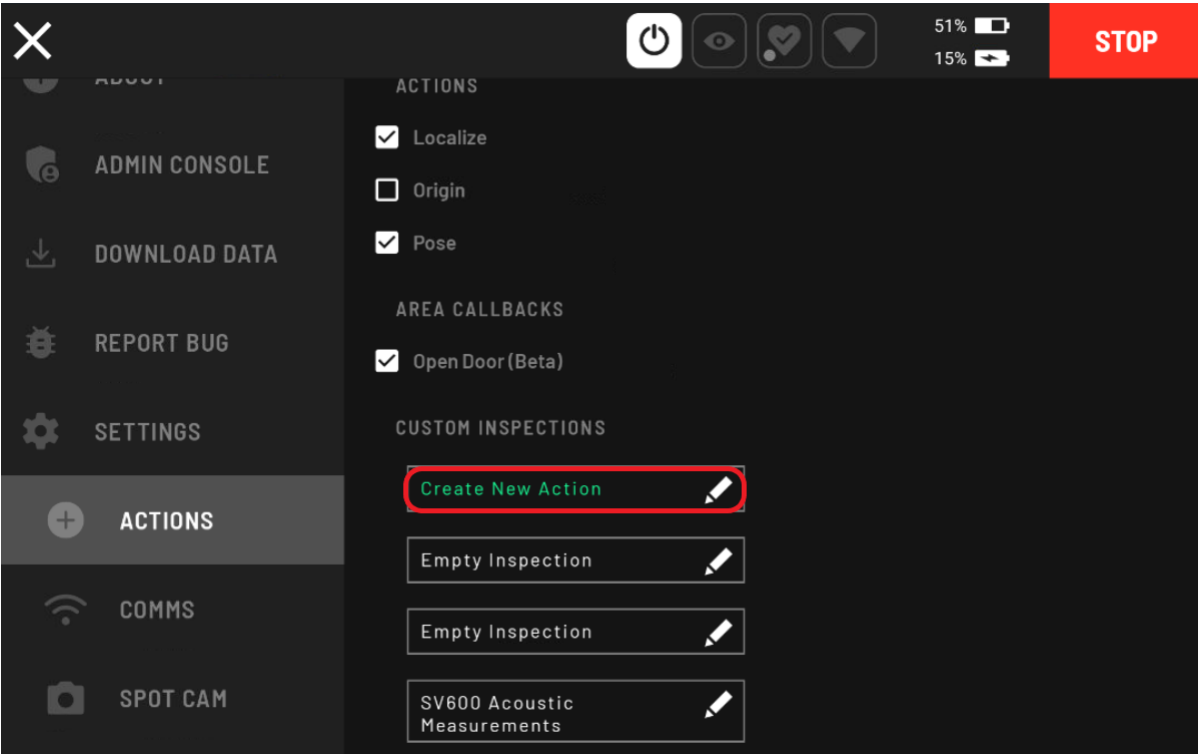 51%
15%
STOP
ABOUT
ADMIN CONSOLE
DOWNLOAD DATA
REPORT BUG
SETTINGS
ACTIONS
COMMS
SPOT CAM
ACTIONS
Localize
Origin
Pose
AREA CALLBACKS
Open Door (Beta)
CUSTOM INSPECTIONS
Create New Action
Empty Inspection
Empty Inspection
SV600 Acoustic
Measurements